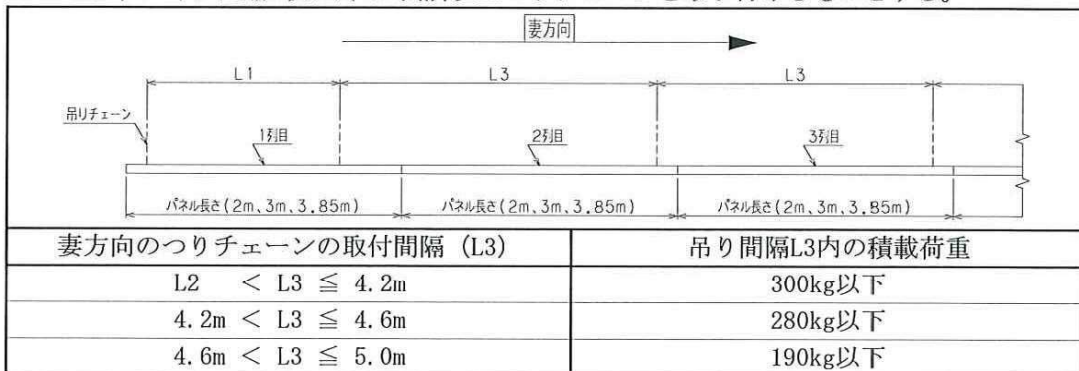 妻方向
L1 L3 L3
吊りチェーン
1列目 2列目 3列目
パネル長さ(2m、3m、3.85m) パネル長さ(2m、3m、3.85m) パネル長さ(2m、3m、3.85m)
妻方向のつりチェーンの取付間隔 (L3) 吊り間隔L3内の積載荷重
L2 < L3 ≦ 4.2m 300kg以下
4.2m < L3 ≦ 4.6m 280kg以下
4.6m < L3 ≦ 5.0m 190kg以下